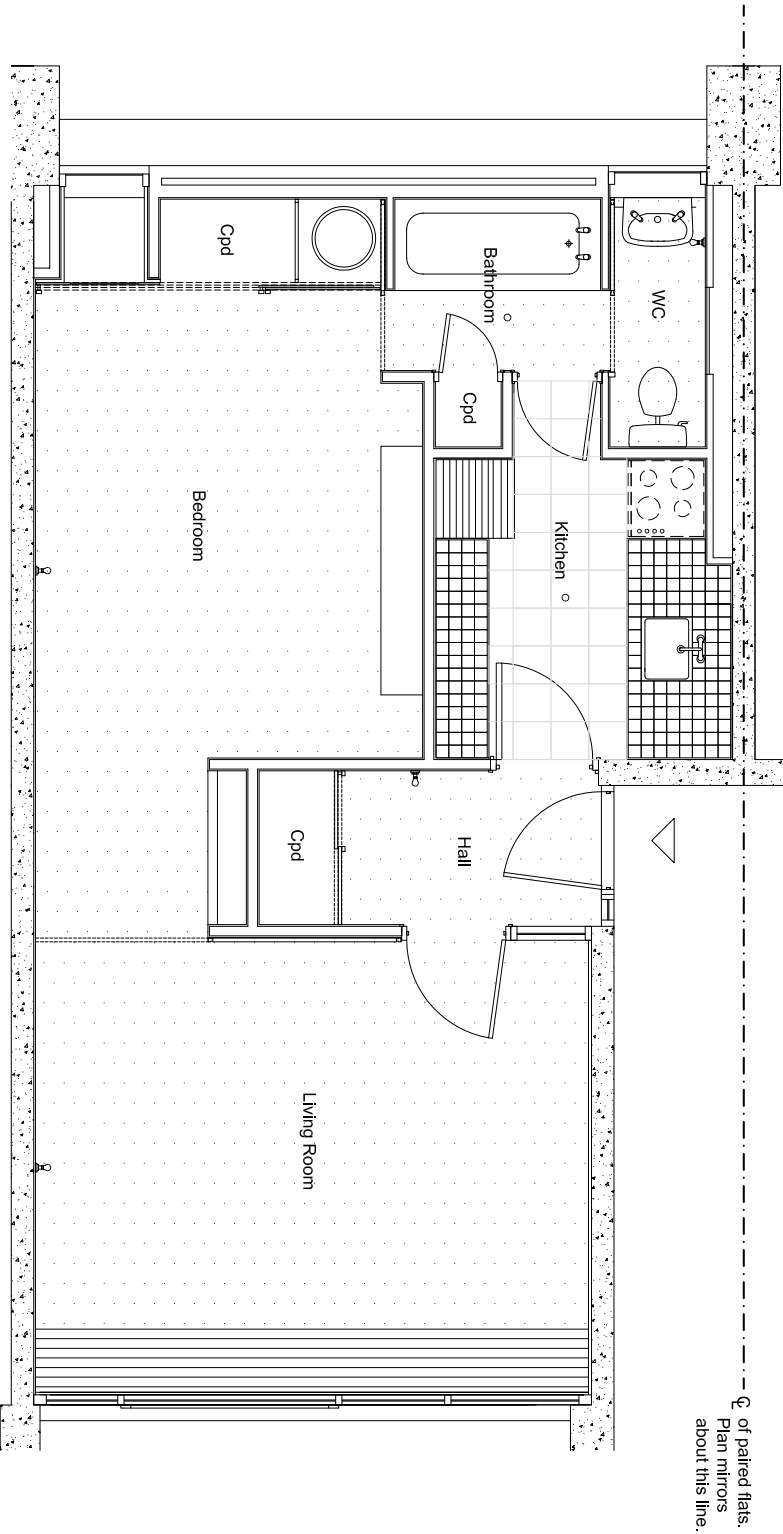 Cpd
Bathroom
WC
Cpd
Bedroom
Kitchen
Cpd
Hall
Living Room
℄ of paired flats.
Plan mirrors
about this line.